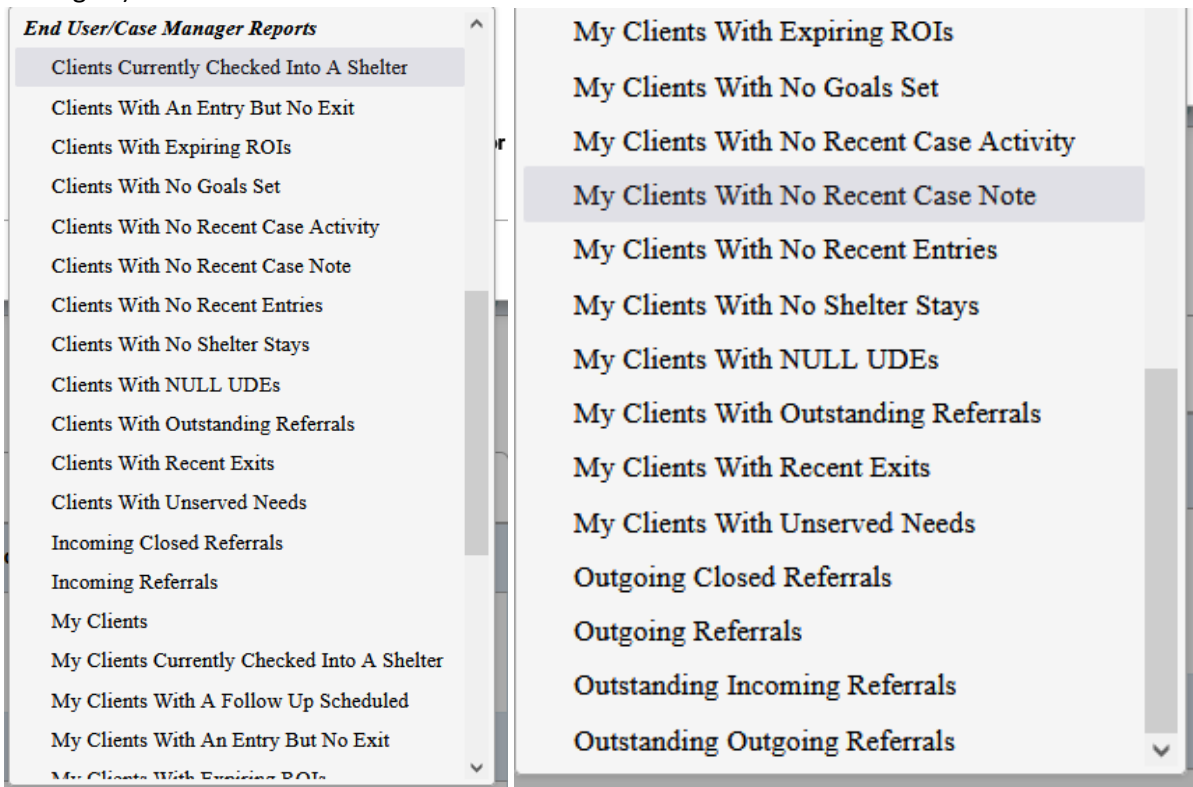 End User/Case Manager Reports
Clients Currently Checked Into A Shelter
Clients With An Entry But No Exit
Clients With Expiring ROIs
Clients With No Goals Set
Clients With No Recent Case Activity
Clients With No Recent Case Note
Clients With No Recent Entries
Clients With No Shelter Stays
Clients With NULL UDEs
Clients With Outstanding Referrals
Clients With Recent Exits
Clients With Unserved Needs
Incoming Closed Referrals
Incoming Referrals
My Clients
My Clients Currently Checked Into A Shelter
My Clients With A Follow Up Scheduled
My Clients With An Entry But No Exit
My Clients With Expiring ROIs
My Clients With Expiring ROIs
My Clients With No Goals Set
My Clients With No Recent Case Activity
My Clients With No Recent Case Note
My Clients With No Recent Entries
My Clients With No Shelter Stays
My Clients With NULL UDEs
My Clients With Outstanding Referrals
My Clients With Recent Exits
My Clients With Unserved Needs
Outgoing Closed Referrals
Outgoing Referrals
Outstanding Incoming Referrals
Outstanding Outgoing Referrals